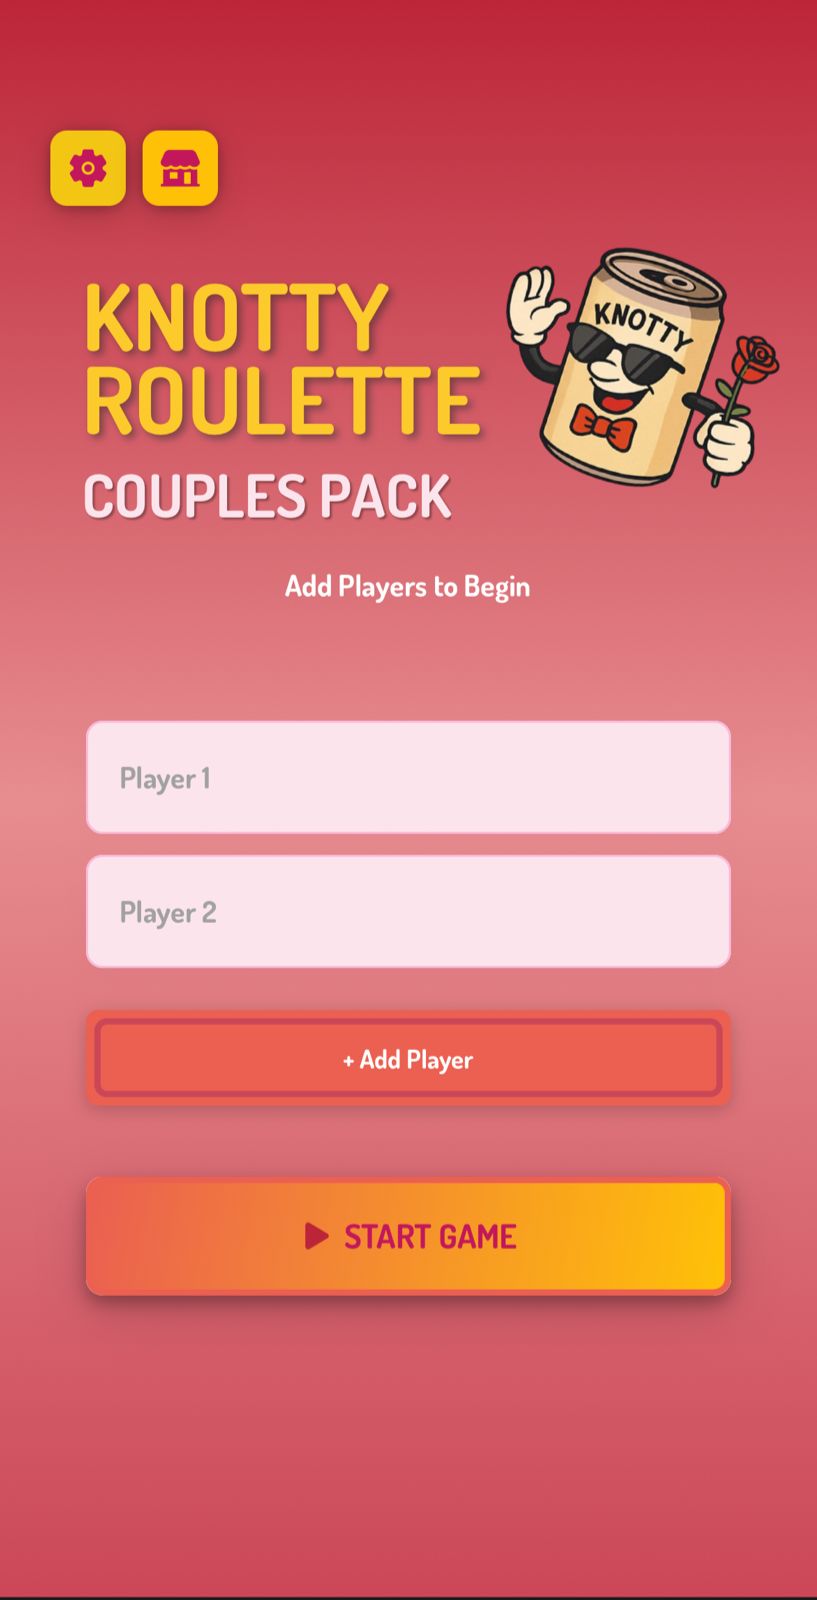 KNOTTY
ROULETTE
COUPLES PACK
KNOTTY
Add Players to Begin
Player 1
Player 2
+ Add Player
START GAME